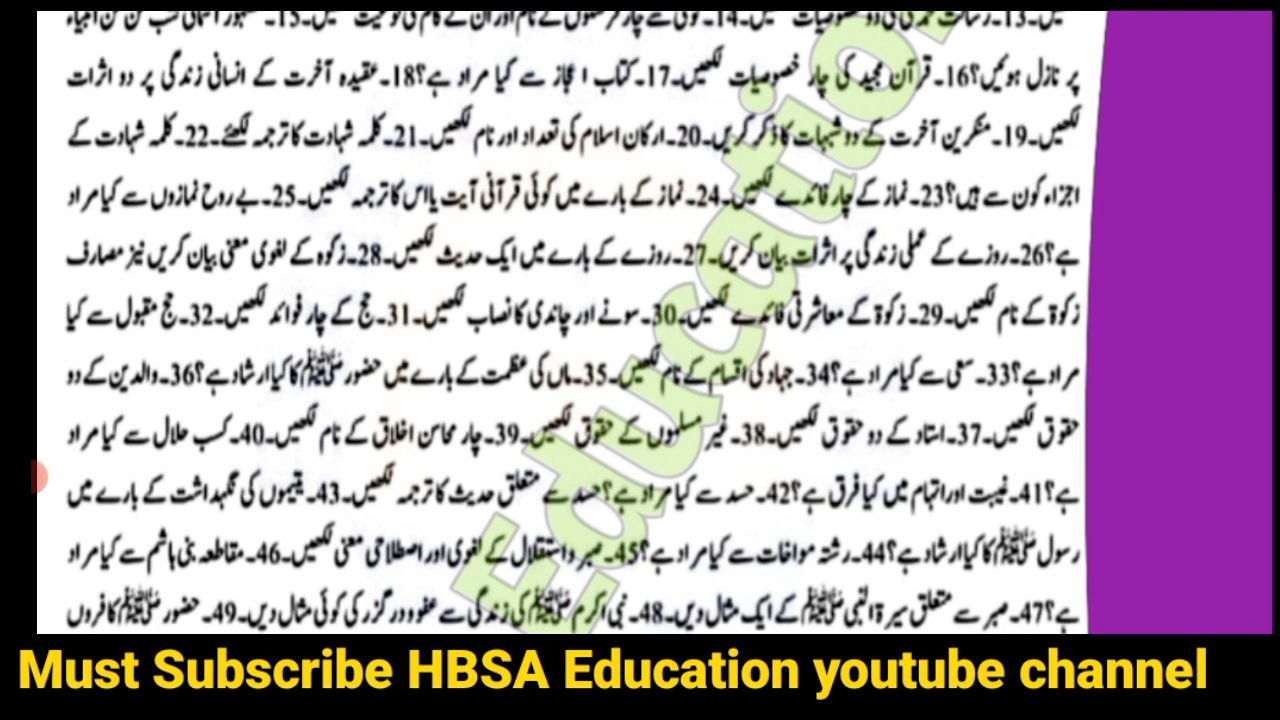 لکھیں۔13۔رسالت محمدی کی دو خصوصیات لکھیں۔14۔کوئی سے چار فرشتوں کے نام اور ان کے کام کی نوعیت لکھیں۔15۔مشہور آسمانی کتب کن کن انبیاء
پر نازل ہوئیں؟16۔قرآن مجید کی چار خصوصیات لکھیں۔17۔کتاب اعجاز سے کیا مراد ہے؟18۔عقیدہ آخرت کے انسانی زندگی پر دو اثرات
لکھیں۔19۔منکرین آخرت کے دو شبہات کا ذکر کریں۔20۔ارکان اسلام کی تعداد اور نام لکھیں۔21۔کلمہ شہادت کا ترجمہ لکھئے۔22۔کلمہ شہادت کے
اجزاء کون سے ہیں؟23۔نماز کے چار فائدے لکھیں۔24۔نماز کے بارے میں کوئی قرآنی آیت یا اس کا ترجمہ لکھیں۔25۔بے روح نمازوں سے کیا مراد
ہے؟26۔روزے کے عملی زندگی پر اثرات بیان کریں۔27۔روزے کے بارے میں ایک حدیث لکھیں۔28۔زکوہ کے لغوی معنی بیان کریں نیز مصارف
زکوۃ کے نام لکھیں۔29۔زکوۃ کے معاشرتی فائدے لکھیں۔30۔سونے اور چاندی کا نصاب لکھیں۔31۔حج کے چار فوائد لکھیں۔32۔حج مقبول سے کیا
مراد ہے؟33۔سعی سے کیا مراد ہے؟34۔جہاد کی اقسام کے نام لکھیں۔35۔ماں کی عظمت کے بارے میں حضور ﷺ کا کیا ارشاد ہے؟36۔والدین کے دو
حقوق لکھیں۔37۔استاد کے دو حقوق لکھیں۔38۔غیر مسلموں کے حقوق لکھیں۔39۔چار محاسن اخلاق کے نام لکھیں۔40۔کسب حلال سے کیا مراد
ہے؟41۔غیبت اور اتہام میں کیا فرق ہے؟42۔حسد سے کیا مراد ہے؟حسد سے متعلق حدیث کا ترجمہ لکھیں۔43۔یتیموں کی نگہداشت کے بارے میں
رسول ﷺ کا کیا ارشاد ہے؟44۔رشتہ مواخات سے کیا مراد ہے؟45۔صبر و استقلال کے لغوی اور اصطلاحی معنی لکھیں۔46۔مقاطعہ بنی ہاشم سے کیا مراد
ہے؟47۔صبر سے متعلق سیرۃ النبی ﷺ کے ایک مثال دیں۔48۔نبی اکرم ﷺ کی زندگی سے عفو و درگزر کی کوئی مثال دیں۔49۔حضور ﷺ کا فروں
Education
Must Subscribe HBSA Education youtube channel